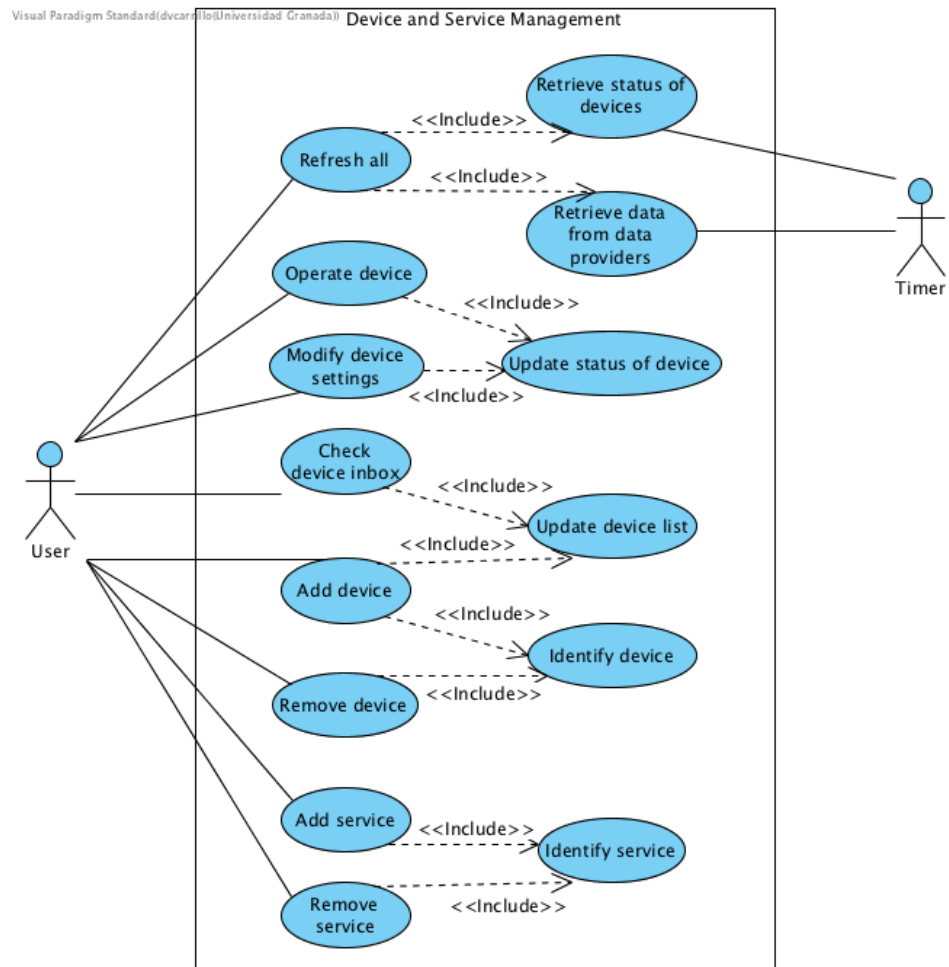 Visual Paradigm Standard(dvcarrillo(Universidad Granada))
Device and Service Management
Retrieve status of
devices
<<Include>>
Refresh all
<<Include>>
Retrieve data
from data
providers
Timer
Operate device
<<Include>>
Modify device
settings
Update status of device
<<Include>>
Check
device inbox
<<Include>>
Update device list
User
<<Include>>
Add device
<<Include>>
Identify device
<<Include>>
Remove device
Add service
<<Include>>
Identify service
Remove
service
<<Include>>